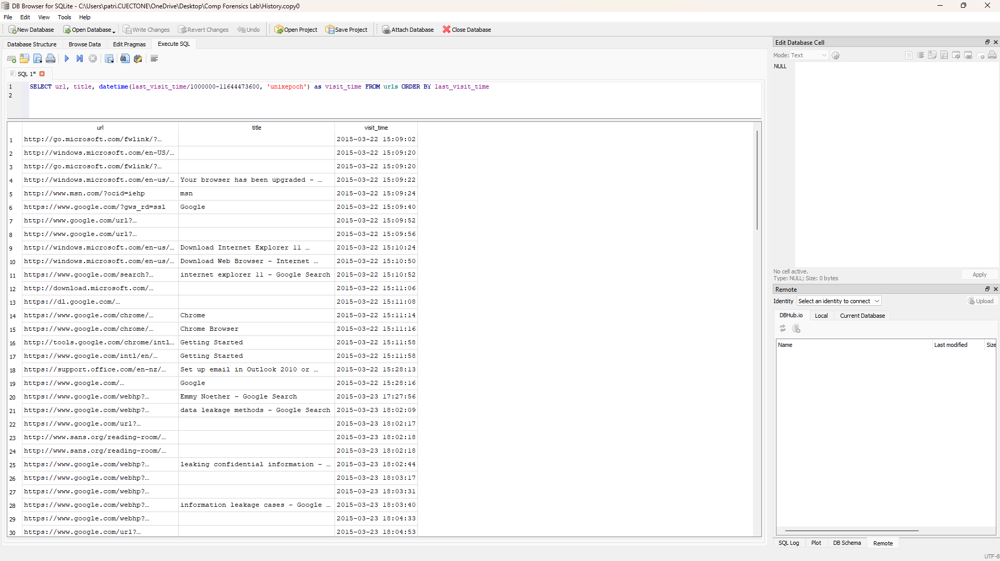 DB Browser for SQLite - C:\Users\patri.CUECTONE\OneDrive\Desktop\Comp Forensics Lab\History.copy0
File Edit View Tools Help
New Database Open Database Write Changes Revert Changes Undo Open Project Save Project Attach Database Close Database
Database Structure Browse Data Edit Pragmas Execute SQL
SQL 1*
1 SELECT url, title, datetime(last_visit_time/1000000-11644473600, 'unixepoch') as visit_time FROM urls ORDER BY last_visit_time
2
url title visit_time
1 http://go.microsoft.com/fwlink/?… 2015-03-22 15:09:02
2 http://windows.microsoft.com/en-US/… 2015-03-22 15:09:20
3 http://go.microsoft.com/fwlink/?… 2015-03-22 15:09:20
4 http://windows.microsoft.com/en-us/… Your browser has been upgraded - … 2015-03-22 15:09:22
5 http://www.msn.com/?ocid=iehp msn 2015-03-22 15:09:24
6 https://www.google.com/?gws_rd=ssl Google 2015-03-22 15:09:40
7 http://www.google.com/url?… 2015-03-22 15:09:52
8 http://www.google.com/url?… 2015-03-22 15:09:56
9 http://windows.microsoft.com/en-us/… Download Internet Explorer 11 … 2015-03-22 15:10:24
10 http://windows.microsoft.com/en-us/… Download Web Browser - Internet … 2015-03-22 15:10:50
11 https://www.google.com/search?… internet explorer 11 - Google Search 2015-03-22 15:10:52
12 http://download.microsoft.com/… 2015-03-22 15:11:06
13 https://dl.google.com/… 2015-03-22 15:11:08
14 https://www.google.com/chrome/… Chrome 2015-03-22 15:11:14
15 https://www.google.com/chrome/… Chrome Browser 2015-03-22 15:11:16
16 http://tools.google.com/chrome/intl… Getting Started 2015-03-22 15:11:58
17 https://www.google.com/intl/en/… Getting Started 2015-03-22 15:11:58
18 https://support.office.com/en-nz/… Set up email in Outlook 2010 or … 2015-03-22 15:28:13
19 https://www.google.com/… Google 2015-03-22 15:28:16
20 https://www.google.com/webhp?… Emmy Noether - Google Search 2015-03-23 17:27:56
21 https://www.google.com/webhp?… data leakage methods - Google Search 2015-03-23 18:02:09
22 https://www.google.com/url?… 2015-03-23 18:02:17
23 http://www.sans.org/reading-room/… 2015-03-23 18:02:18
24 http://www.sans.org/reading-room/… 2015-03-23 18:02:18
25 https://www.google.com/webhp?… leaking confidential information - … 2015-03-23 18:02:44
26 https://www.google.com/webhp?… 2015-03-23 18:03:17
27 https://www.google.com/webhp?… 2015-03-23 18:03:31
28 https://www.google.com/webhp?… information leakage cases - Google … 2015-03-23 18:03:40
29 https://www.google.com/webhp?… 2015-03-23 18:04:33
30 https://www.google.com/url?… 2015-03-23 18:04:53
Edit Database Cell
Mode: Text
NULL
No cell active.
Type: NULL; Size: 0 bytes
Apply
Remote
Identity Select an identity to connect Upload
DBHub.io Local Current Database
Name Last modified Size
SQL Log Plot DB Schema Remote
UTF-8